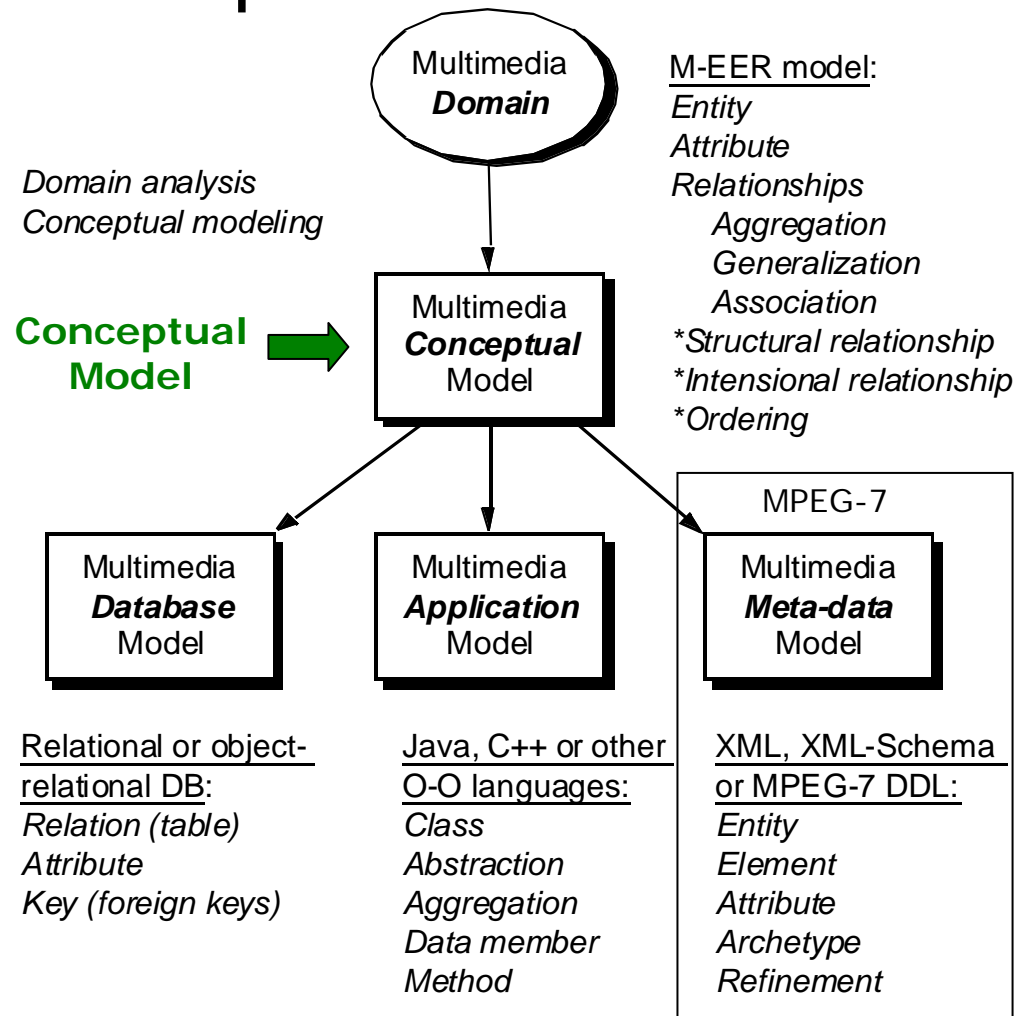 Multimedia
Domain
M-EER model:
Entity
Attribute
Relationships
Aggregation
Generalization
Association
*Structural relationship
*Intensional relationship
*Ordering
Domain analysis
Conceptual modeling
Conceptual
Model
Multimedia
Conceptual
Model
MPEG-7
Multimedia
Database
Model
Multimedia
Application
Model
Multimedia
Meta-data
Model
Relational or object-
relational DB:
Relation (table)
Attribute
Key (foreign keys)
Java, C++ or other
O-O languages:
Class
Abstraction
Aggregation
Data member
Method
XML, XML-Schema
or MPEG-7 DDL:
Entity
Element
Attribute
Archetype
Refinement